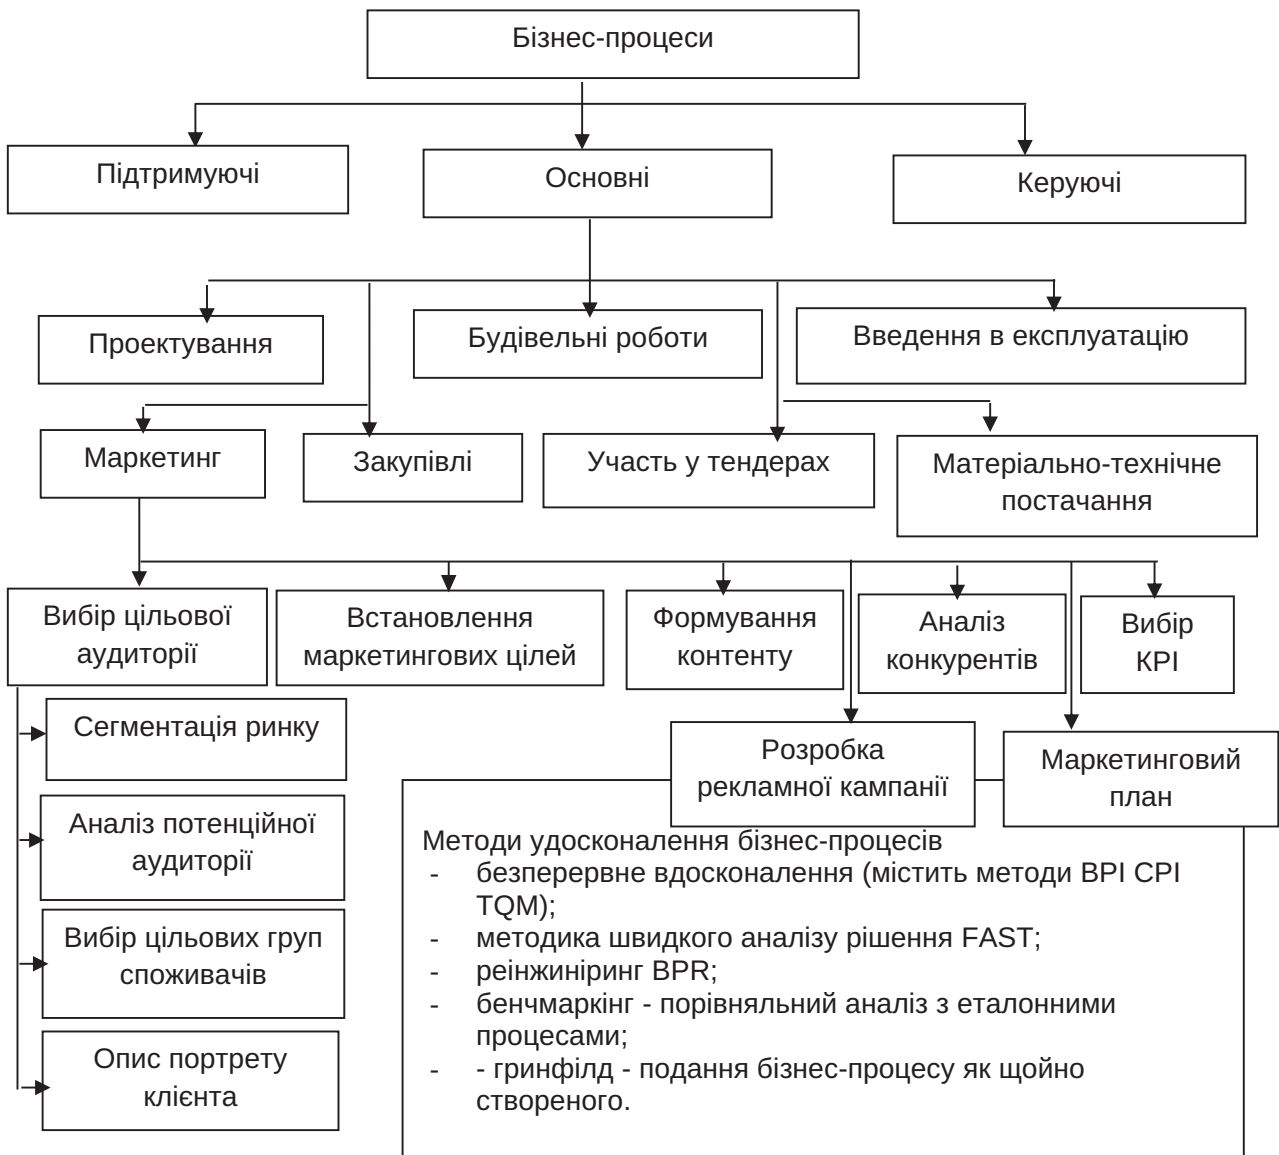 Бізнес-процеси
Підтримуючі
Основні
Керуючі
Проектування
Будівельні роботи
Введення в експлуатацію
Маркетинг
Закупівлі
Участь у тендерах
Матеріально-технічне
постачання
Вибір цільової
аудиторії
Встановлення
маркетингових цілей
Формування
контенту
Аналіз
конкурентів
Вибір
КРІ
Сегментація ринку
Аналіз потенційної
аудиторії
Вибір цільових груп
споживачів
Опис портрету
клієнта
Розробка
рекламної кампанії
Маркетинговий
план
Методи удосконалення бізнес-процесів
- безперервне вдосконалення (містить методи BPI CPI
TQM);
- методика швидкого аналізу рішення FAST;
- реінжиніринг BPR;
- бенчмаркінг - порівняльний аналіз з еталонними
процесами;
- - гринфілд - подання бізнес-процесу як щойно
створеного.